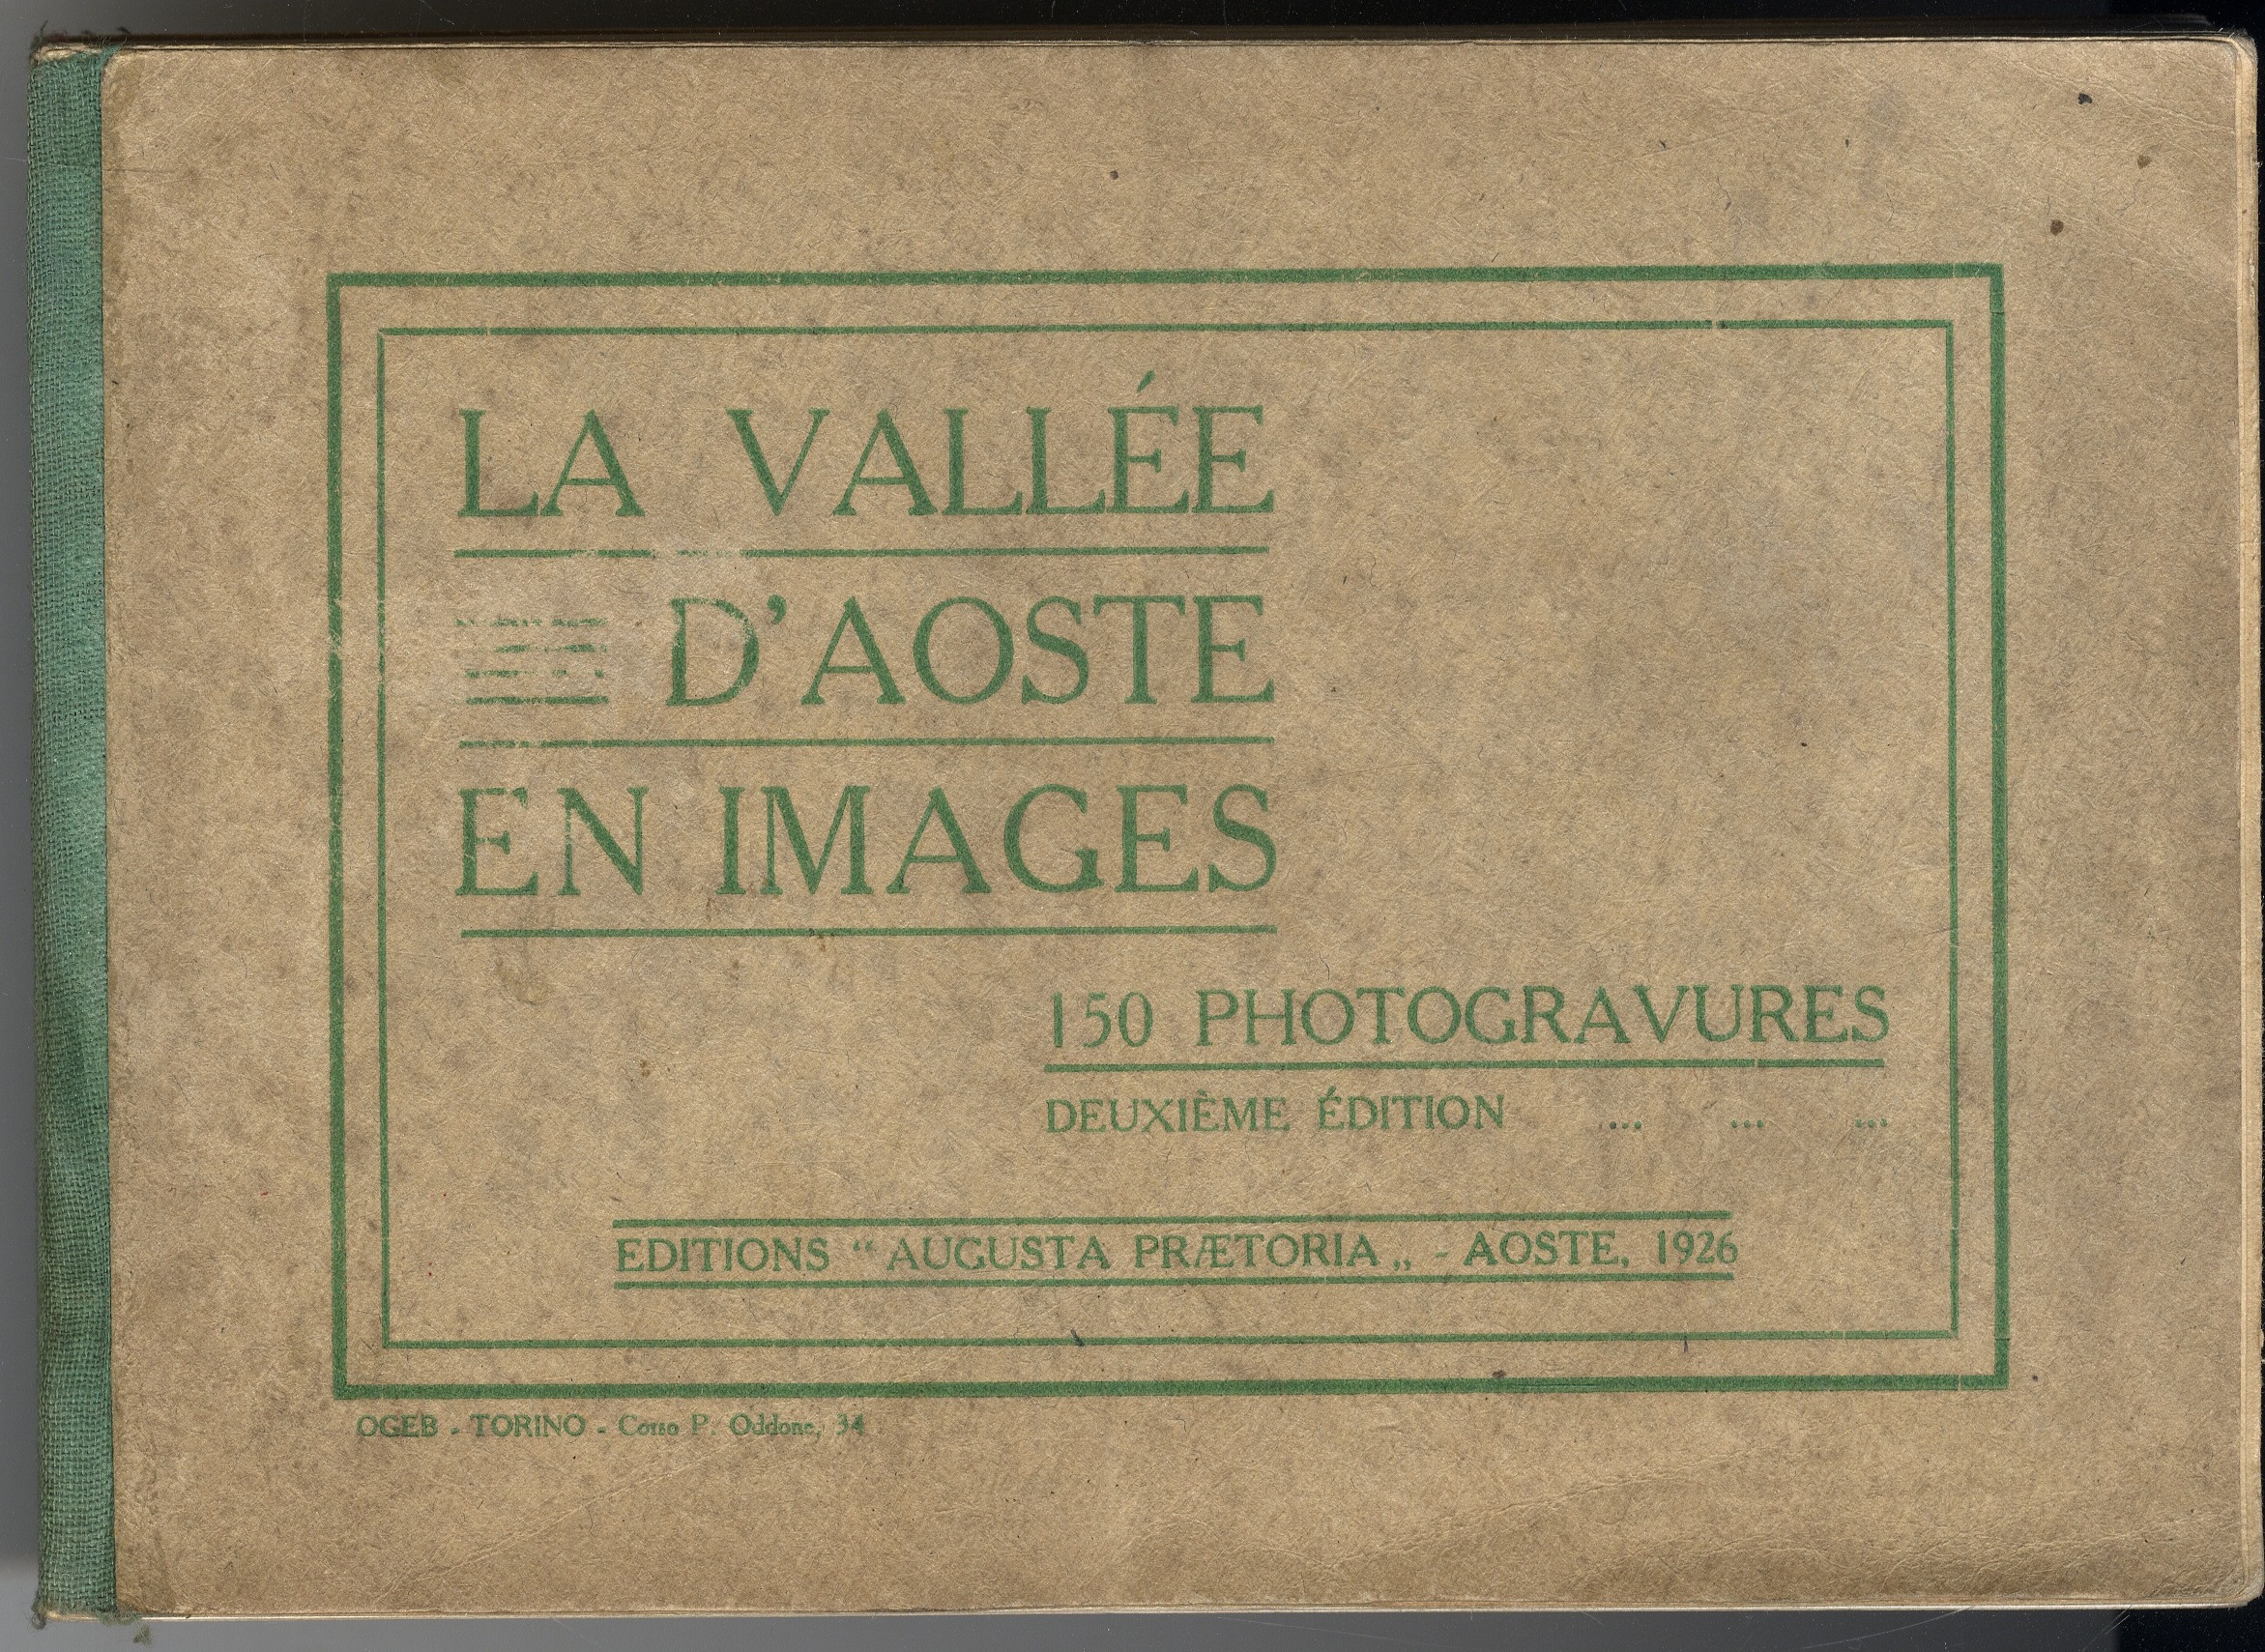 LA VALLÉE
D'AOSTE
EN IMAGES
150 PHOTOGRAVURES
DEUXIÈME ÉDITION ... ... ...
EDITIONS “ AUGUSTA PRÆTORIA „ - AOSTE, 1926
OGEB - TORINO - Corso P. Oddone, 34